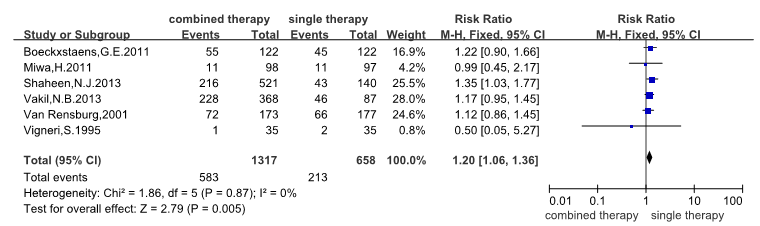 combined therapy single therapy Risk Ratio Risk Ratio
Study or Subgroup Events Total Events Total Weight M-H. Fixed. 95% CI M-H. Fixed. 95% CI
Boeckxstaens,G.E.2011 55 122 45 122 16.9% 1.22 [0.90, 1.66]
Miwa,H.2011 11 98 11 97 4.2% 0.99 [0.45, 2.17]
Shaheen,N.J.2013 216 521 43 140 25.5% 1.35 [1.03, 1.77]
Vakil,N.B.2013 228 368 46 87 28.0% 1.17 [0.95, 1.45]
Van Rensburg,2001 72 173 66 177 24.6% 1.12 [0.86, 1.45]
Vigneri,S.1995 1 35 2 35 0.8% 0.50 [0.05, 5.27]
Total (95% CI) 1317 658 100.0% 1.20 [1.06, 1.36]
Total events 583 213
Heterogeneity: Chi² = 1.86, df = 5 (P = 0.87); I² = 0%
Test for overall effect: Z = 2.79 (P = 0.005)
0.01 0.1 1 10 100
combined therapy single therapy